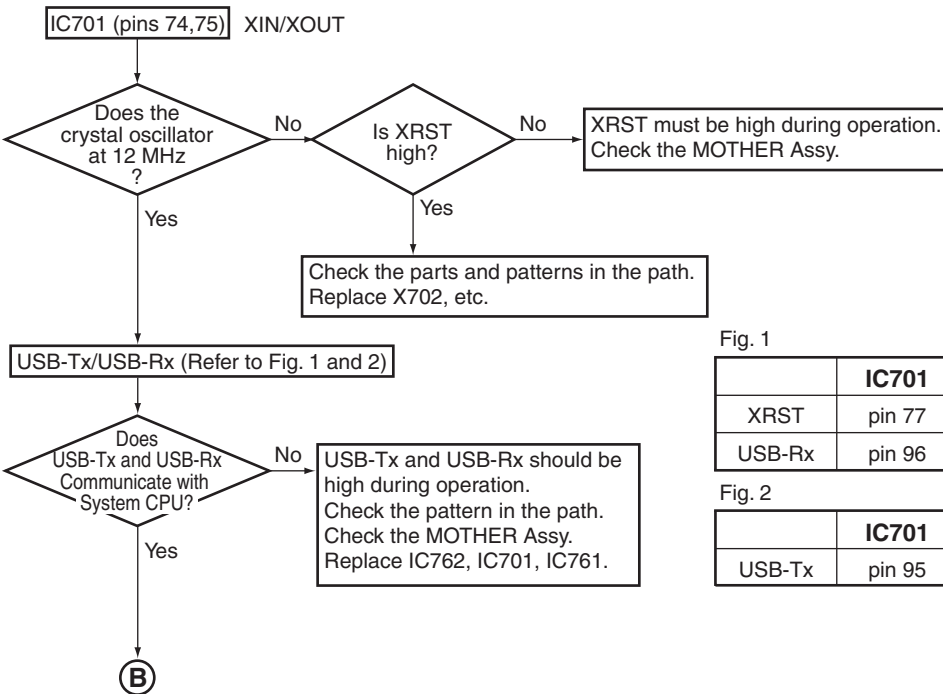 IC701 (pins 74,75) XIN/XOUT
Does the
crystal oscillator
at 12 MHz
?
No
Is XRST
high?
No
XRST must be high during operation.
Check the MOTHER Assy.
Yes
Yes
Check the parts and patterns in the path.
Replace X702, etc.
USB-Tx/USB-Rx (Refer to Fig. 1 and 2)
Does
USB-Tx and USB-Rx
Communicate with
System CPU?
No
USB-Tx and USB-Rx should be
high during operation.
Check the pattern in the path.
Check the MOTHER Assy.
Replace IC762, IC701, IC761.
Yes
B
Fig. 1
IC701
XRST pin 77
USB-Rx pin 96
Fig. 2
IC701
USB-Tx pin 95